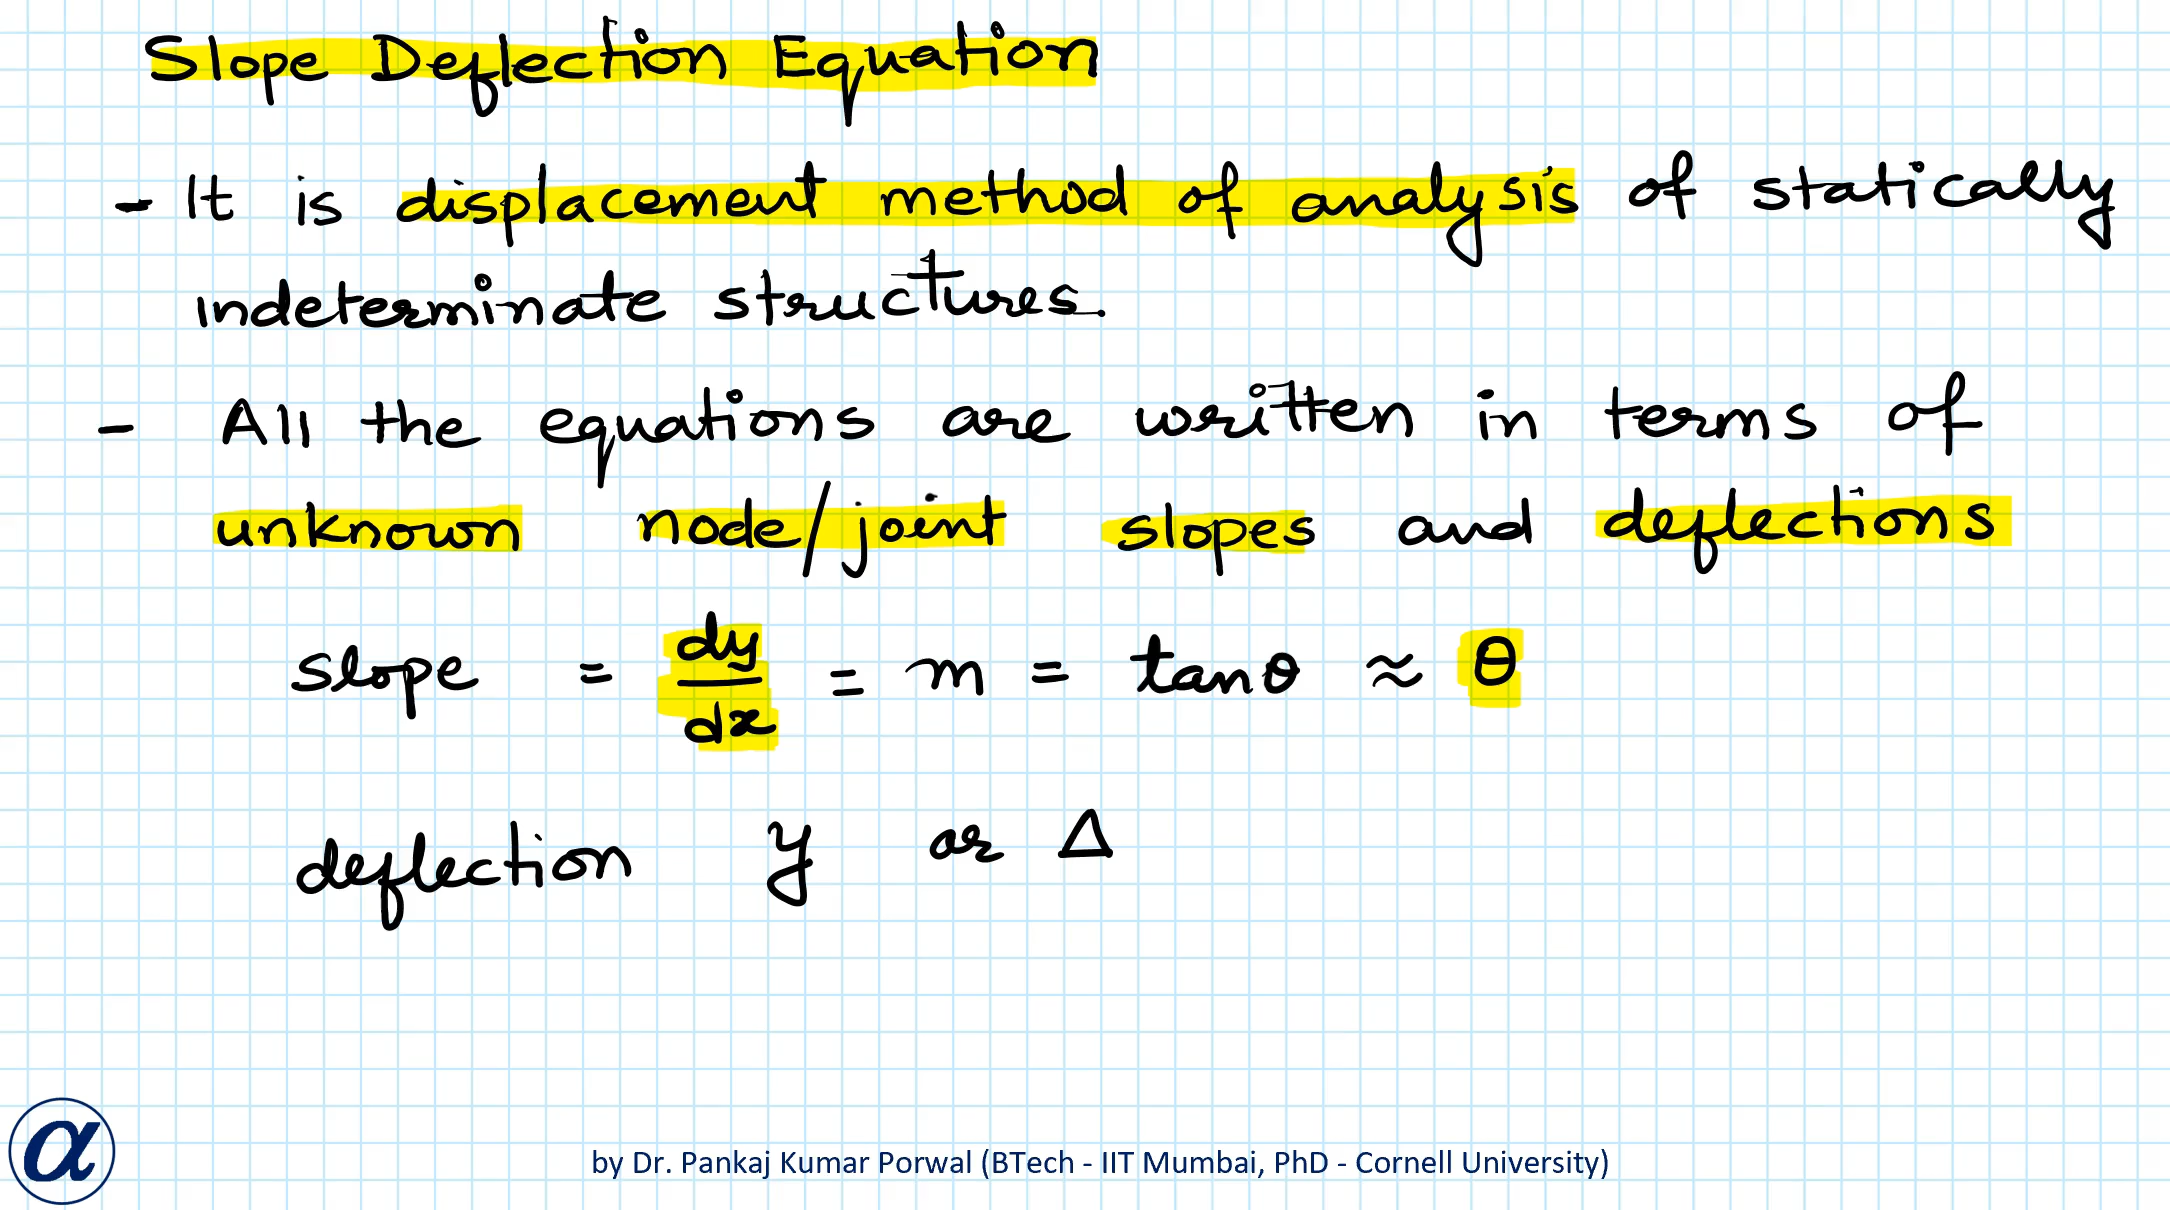 Slope Deflection Equation
- It is displacement method of analysis of statically
indeterminate structures.
- All the equations are written in terms of
unknown node/joint slopes and deflections
slope = dy/dx = m = tanθ ≈ θ
deflection y or Δ
α
by Dr. Pankaj Kumar Porwal (BTech - IIT Mumbai, PhD - Cornell University)